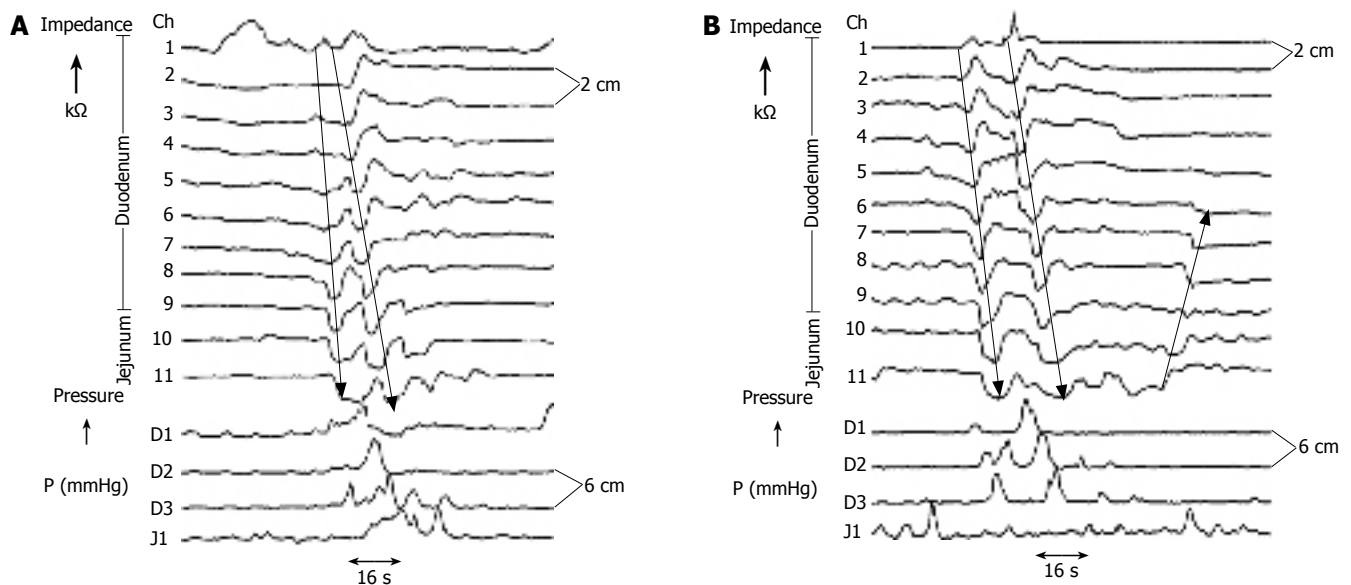 A
Impedance
Ch
1
2
3
4
5
6
7
8
9
10
11
kΩ
Duodenum
Jejunum
2 cm
Pressure
D1
D2
P (mmHg)
D3
J1
6 cm
16 s
B
Impedance
Ch
1
2
3
4
5
6
7
8
9
10
11
kΩ
Duodenum
Jejunum
2 cm
Pressure
D1
D2
P (mmHg)
D3
J1
6 cm
16 s